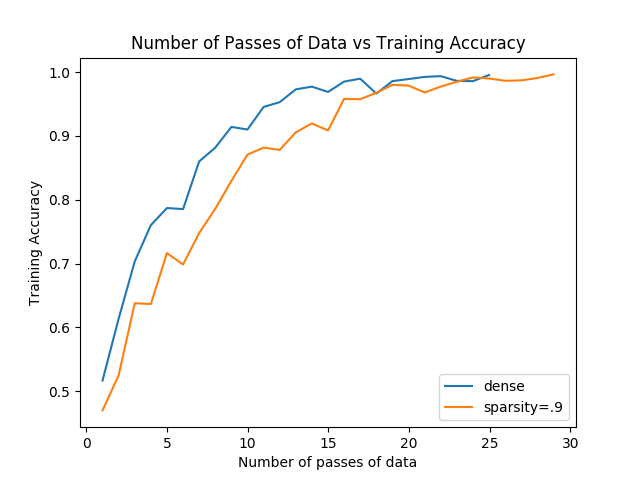 Number of Passes of Data vs Training Accuracy
1.0
0.9
0.8
0.7
0.6
0.5
Training Accuracy
0 5 10 15 20 25 30
Number of passes of data
dense
sparsity=.9